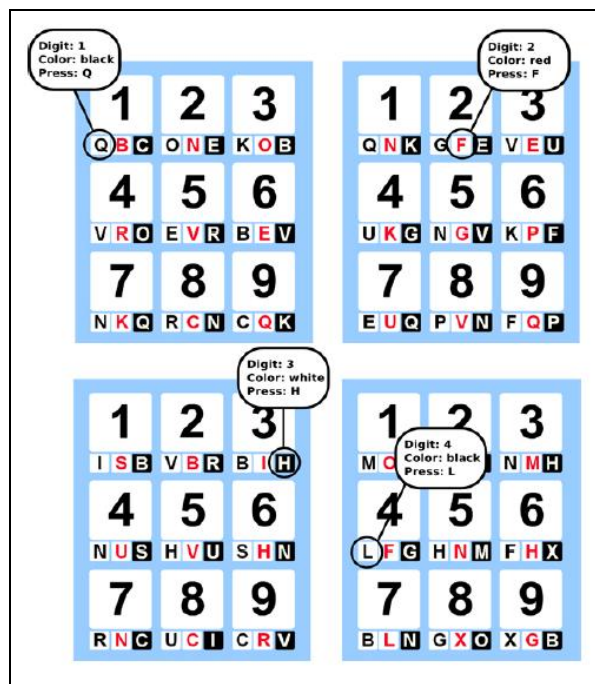 Digit: 1
Color: black
Press: Q
1 2 3
Q B C O N E K O B
4 5 6
V R O E V R B E V
7 8 9
N K Q R C N C Q K
Digit: 2
Color: red
Press: F
1 2 3
Q N K G F E V E U
4 5 6
U K G N G V K P F
7 8 9
E U Q P V N F Q P
Digit: 3
Color: white
Press: H
1 2 3
I S B V B R B I H
4 5 6
N U S H V U S H N
7 8 9
R N C U C I C R V
1 2 3
M O N M H
Digit: 4
Color: black
Press: L
4 5 6
L F G H N M F H X
7 8 9
B L N G X O X G B